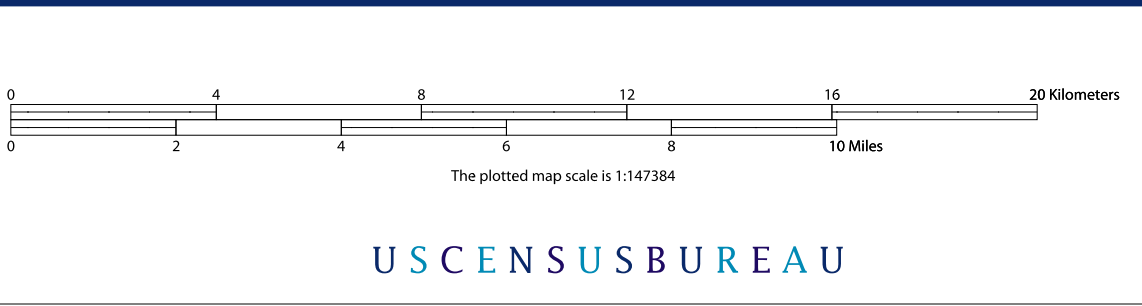 0 4 8 12 16 20 Kilometers
0 2 4 6 8 10 Miles
The plotted map scale is 1:147384
USCENSUSBUREAU